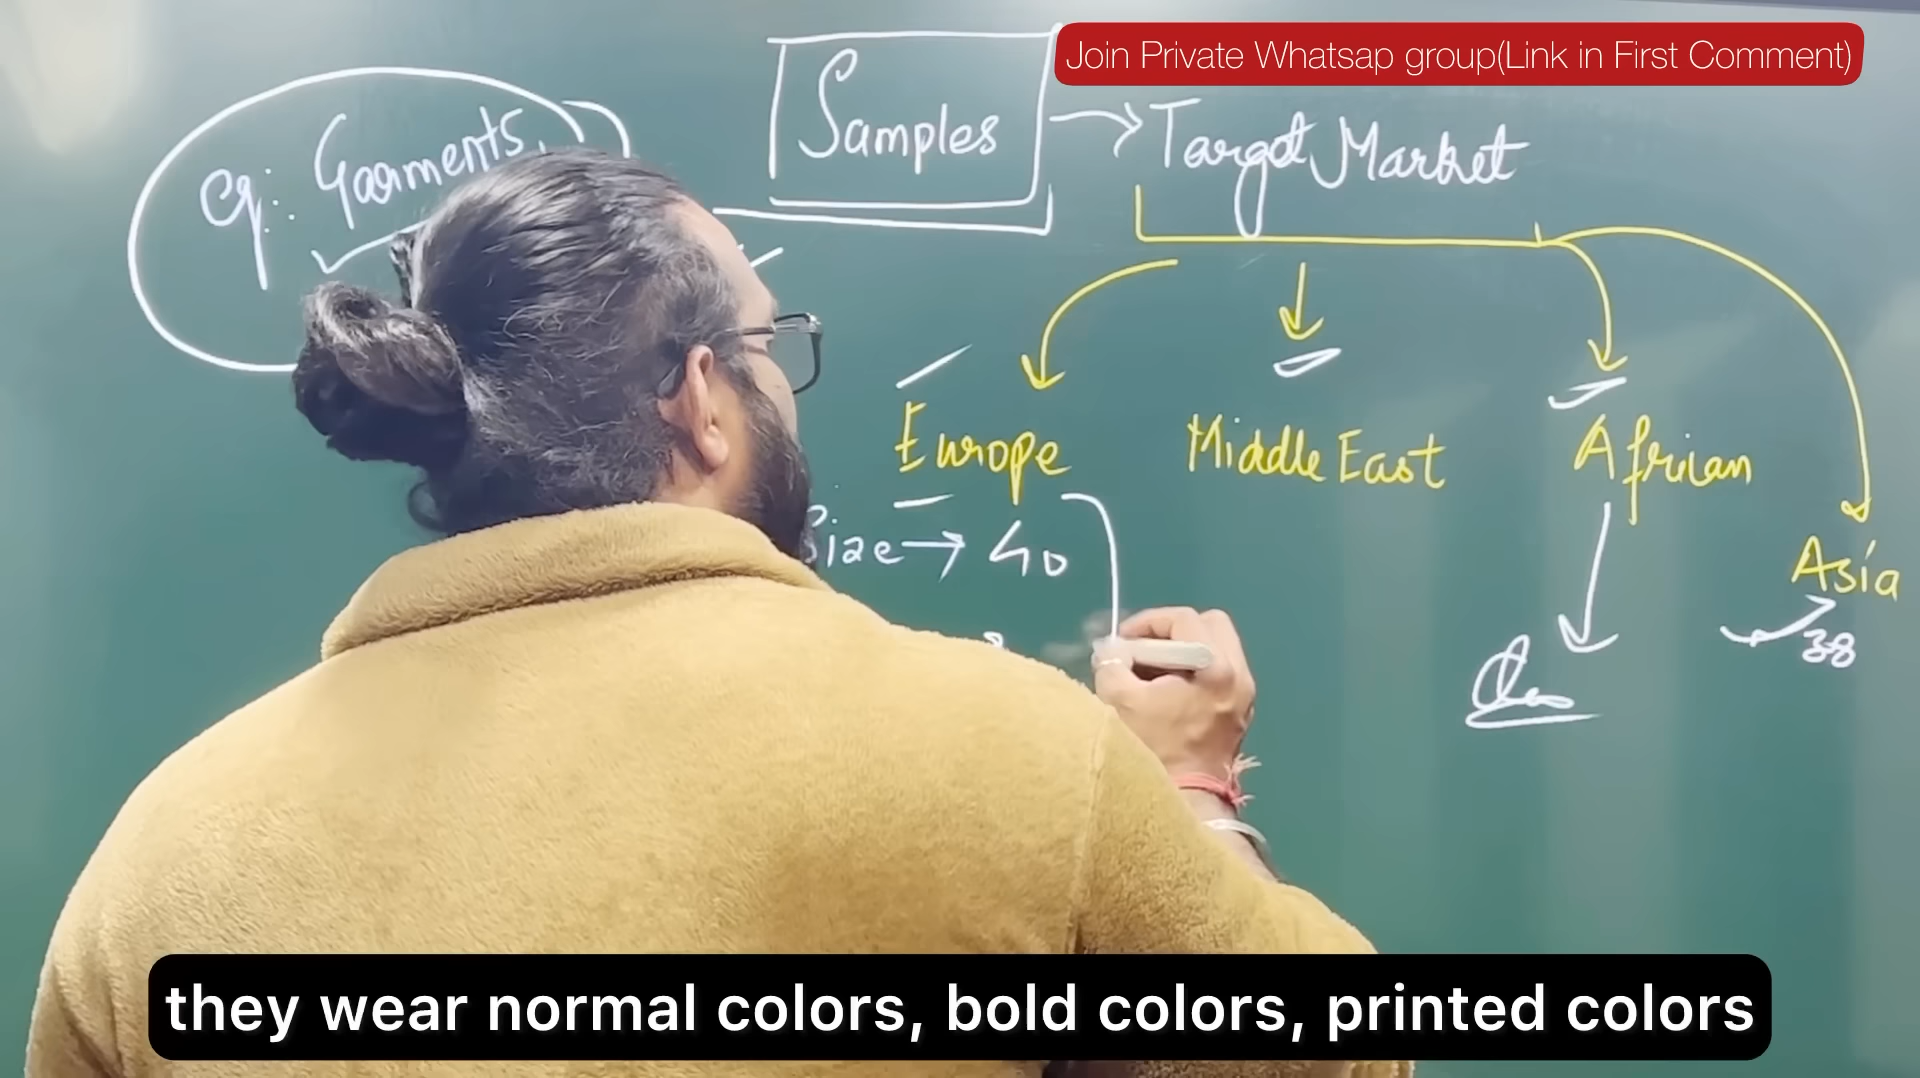 Join Private Whatsap group(Link in First Comment)
Samples → Target Market
eg: Garments
Europe
Middle East
African
Asia
Size → 40
38
they wear normal colors, bold colors, printed colors